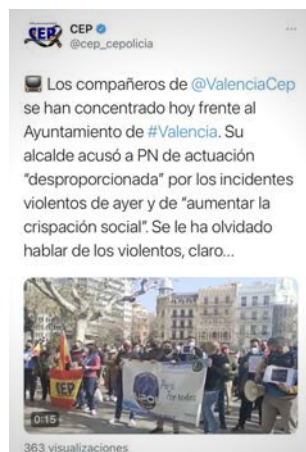 CEP
CEP
@cep_cepolicia
Los compañeros de @ValenciaCep
se han concentrado hoy frente al
Ayuntamiento de #Valencia. Su
alcalde acusó a PN de actuación
"desproporcionada" por los incidentes
violentos de ayer y de "aumentar la
crispación social". Se le ha olvidado
hablar de los violentos, claro...
CEP
0:15
363 visualizaciones